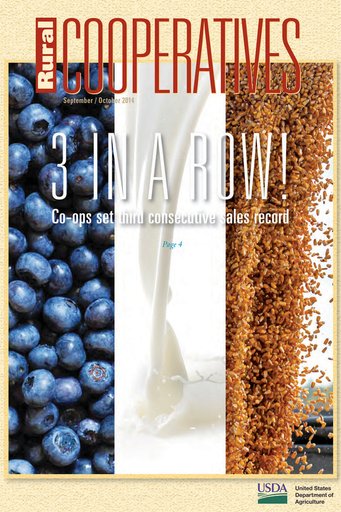 Rural COOPERATIVES
September / October 2014
3 IN A ROW!
Co-ops set third consecutive sales record
Page 4
USDA United States
Department of
Agriculture